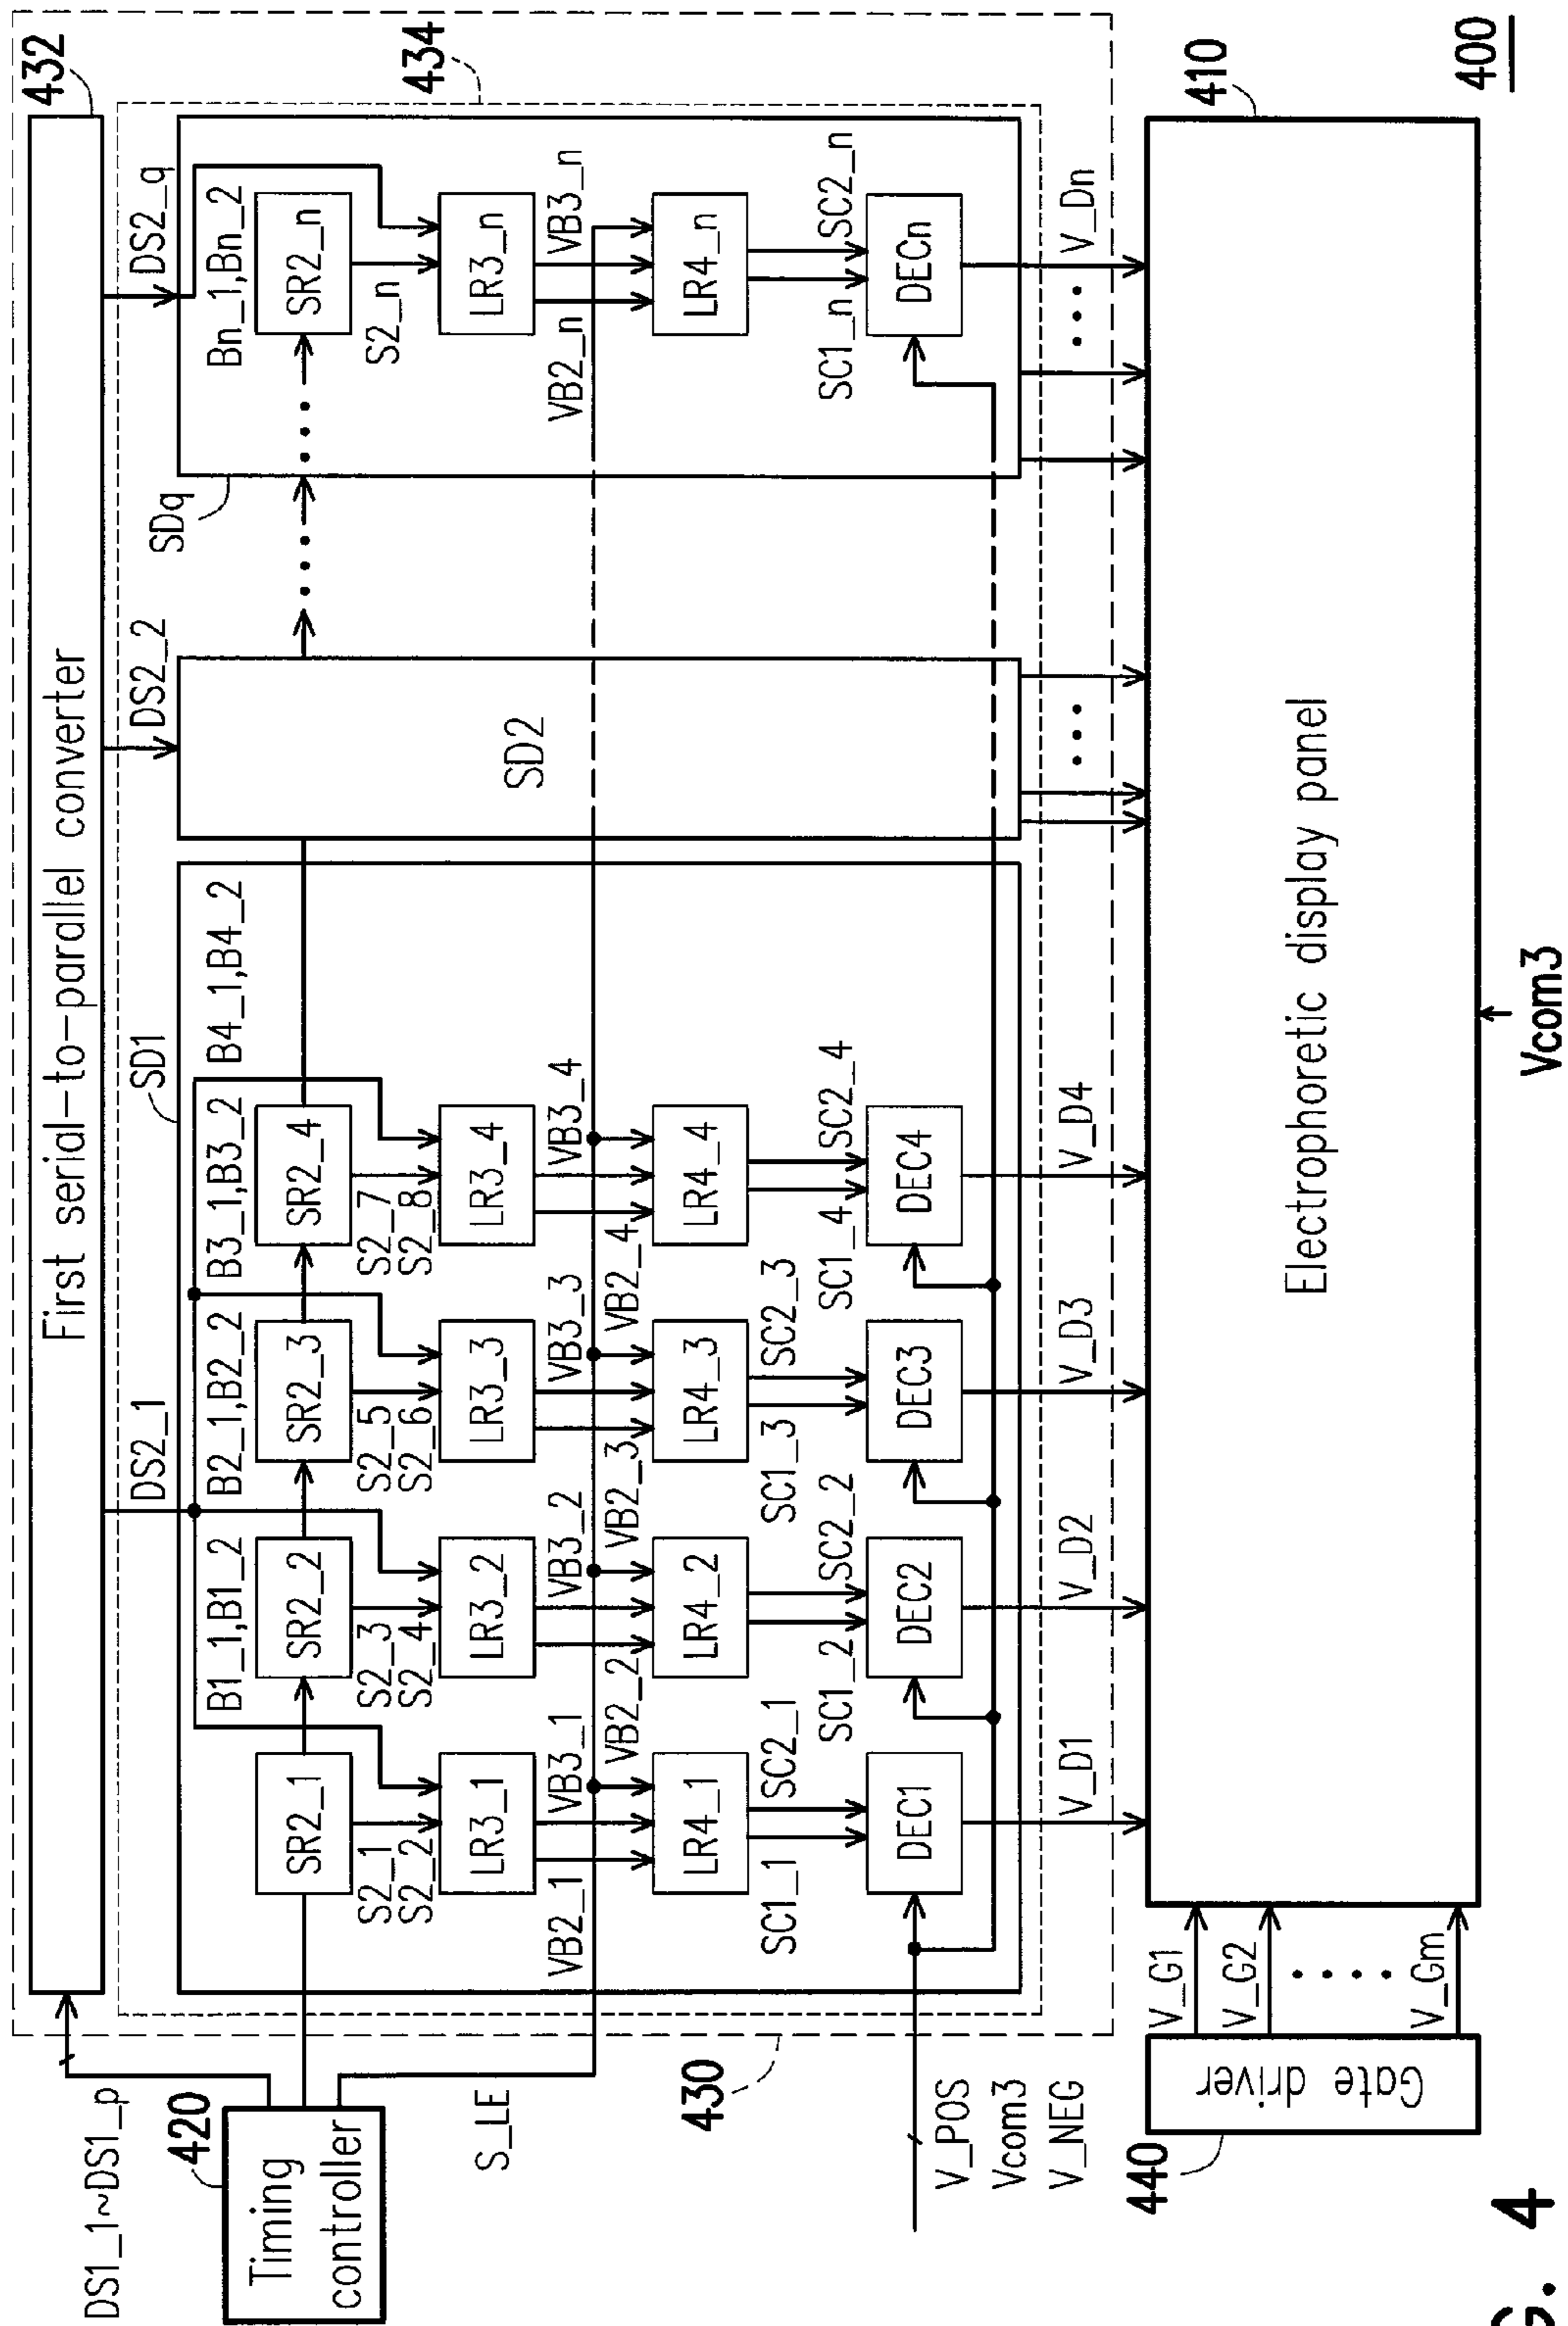 432
First serial-to-parallel converter
434
DS2_1
DS2_2
DS2_q
SD1
SDq
DS1_1~DS1_p
420
Timing
controller
B1_1,B1_2
B2_1,B2_2
B3_1,B3_2
B4_1,B4_2
Bn_1,Bn_2
SR2_1
SR2_2
SR2_3
SR2_4
SR2_n
S2_1
S2_2
S2_3
S2_4
S2_5
S2_6
S2_7
S2_8
S2_n
LR3_1
LR3_2
LR3_3
LR3_4
LR3_n
SD2
S_LE
VB2_1
VB3_1
VB2_2
VB3_2
VB2_3
VB3_3
VB2_4
VB3_4
VB2_n
VB3_n
LR4_1
LR4_2
LR4_3
LR4_4
LR4_n
430
SC1_1
SC2_1
SC1_2
SC2_2
SC1_3
SC2_3
SC1_4
SC2_4
SC1_n
SC2_n
DEC1
DEC2
DEC3
DEC4
DECn
V_POS
Vcom3
V_NEG
V_D1
V_D2
V_D3
V_D4
V_Dn
440
Gate driver
V_G1
V_G2
V_Gm
410
Electrophoretic display panel
Vcom3
400
G. 4